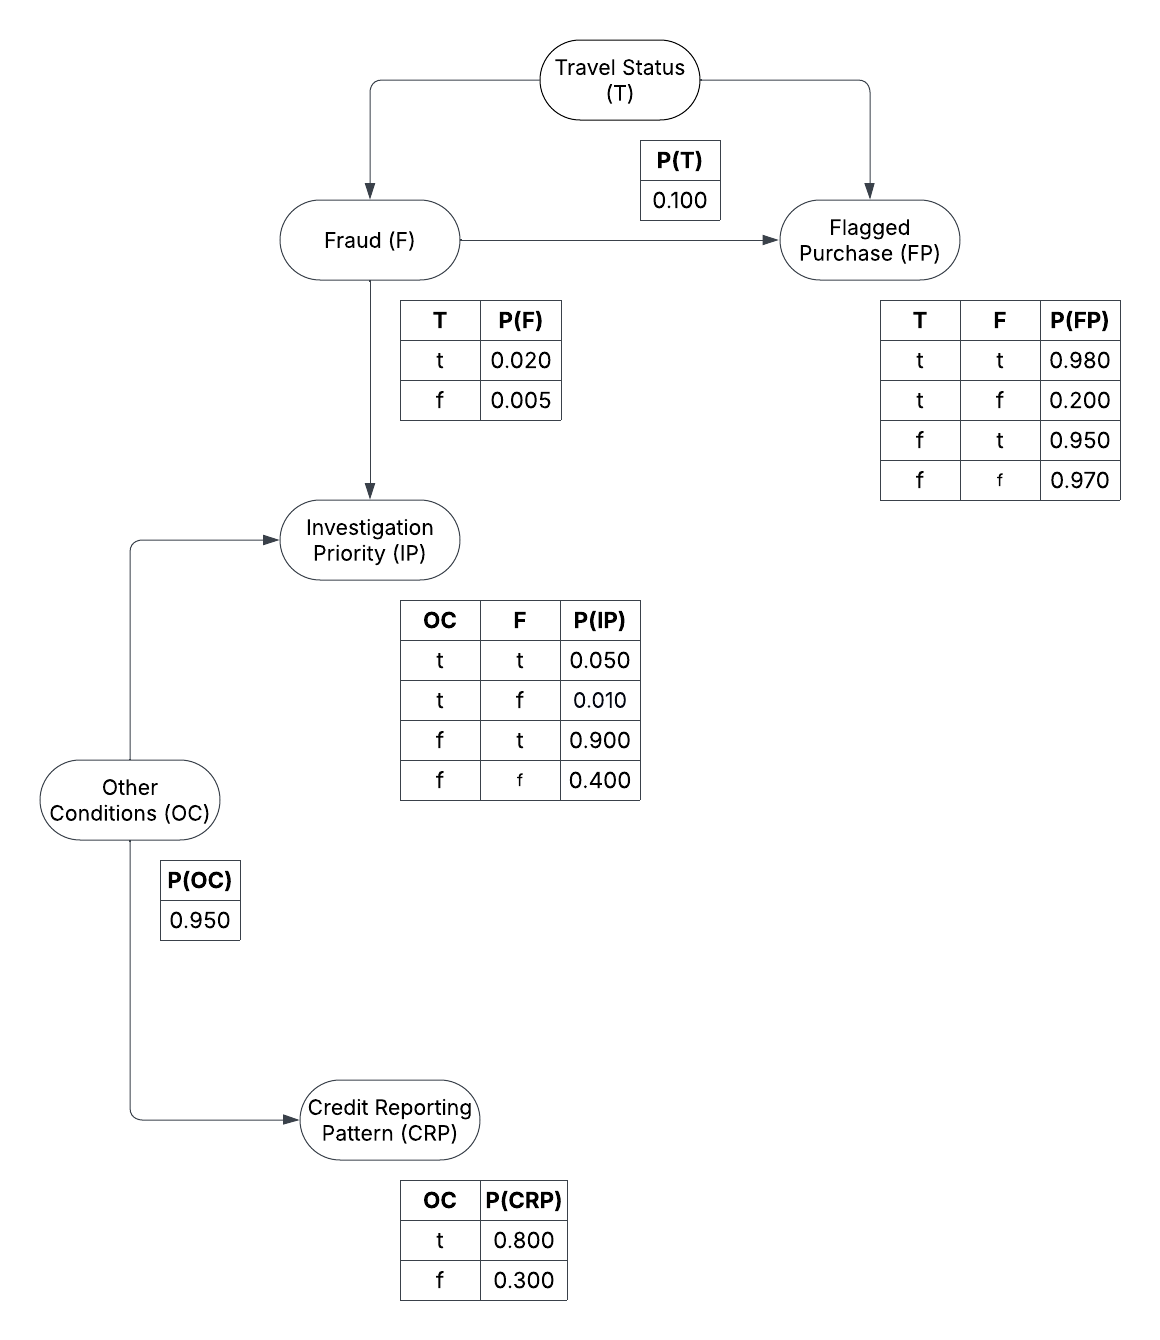 Travel Status
(T)
P(T)
0.100
Fraud (F)
Flagged
Purchase (FP)
T P(F)
t 0.020
f 0.005
T F P(FP)
t t 0.980
t f 0.200
f t 0.950
f f 0.970
Investigation
Priority (IP)
OC F P(IP)
t t 0.050
t f 0.010
f t 0.900
f f 0.400
Other
Conditions (OC)
P(OC)
0.950
Credit Reporting
Pattern (CRP)
OC P(CRP)
t 0.800
f 0.300